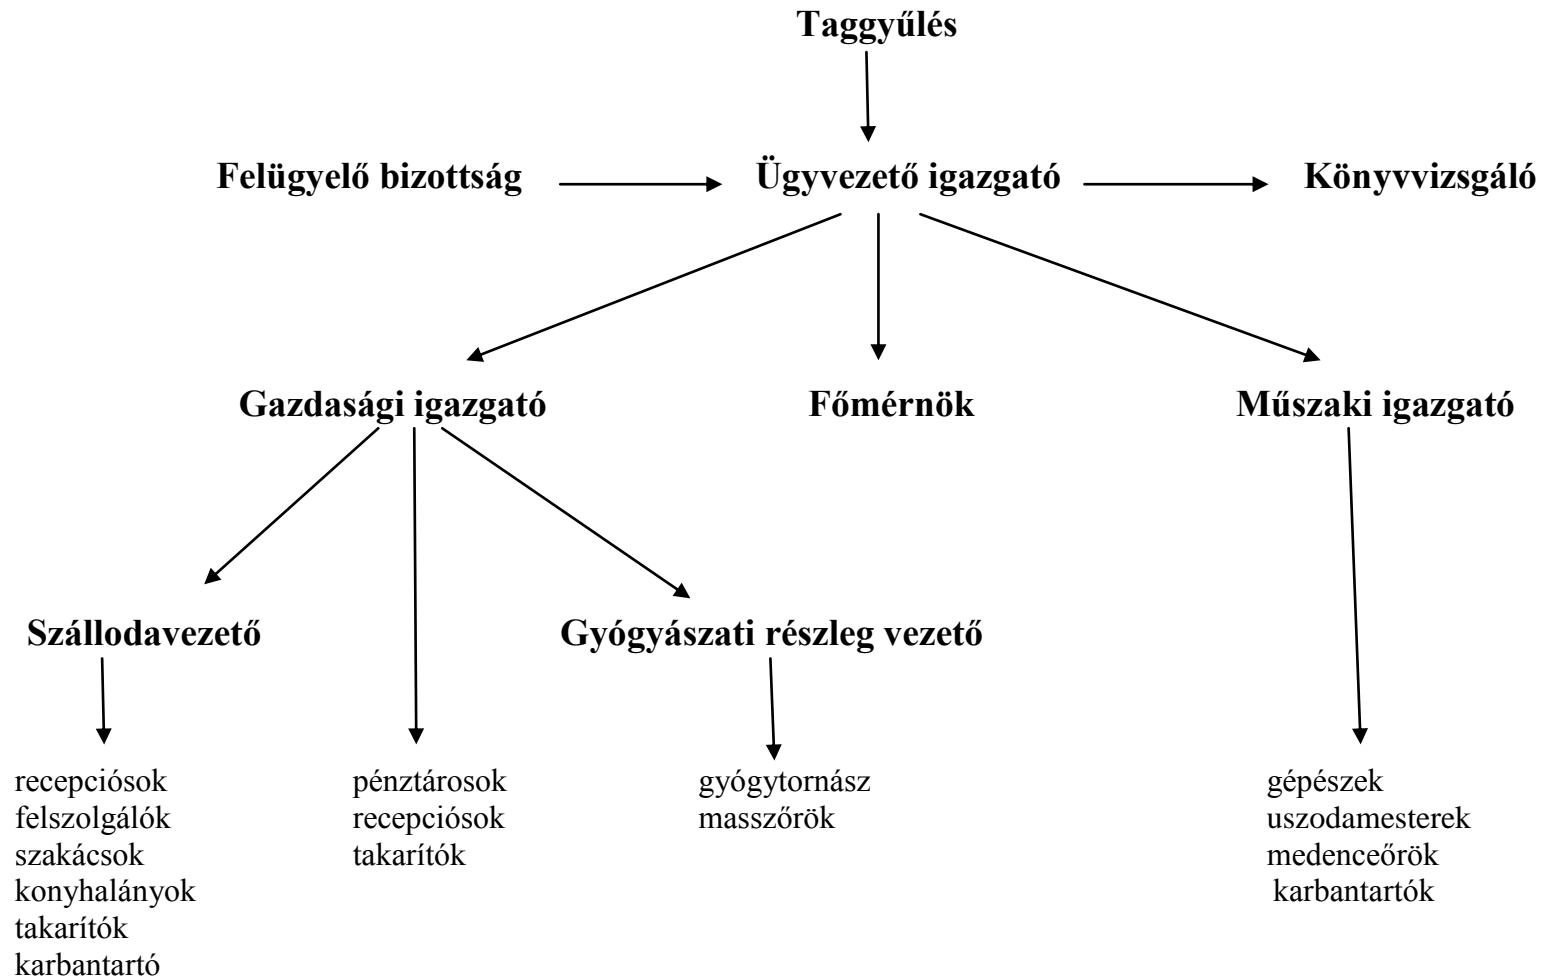 Taggyűlés
Felügyelő bizottság
Ügyvezető igazgató
Könyvvizsgáló
Gazdasági igazgató
Főmérnök
Műszaki igazgató
Szállodavezető
Gyógyászati részleg vezető
recepciósok
felszolgálók
szakácsok
konyhalányok
takarítók
karbantartó
pénztárosok
recepciósok
takarítók
gyógytornász
masszőrök
gépészek
uszodamesterek
medenceőrök
karbantartók